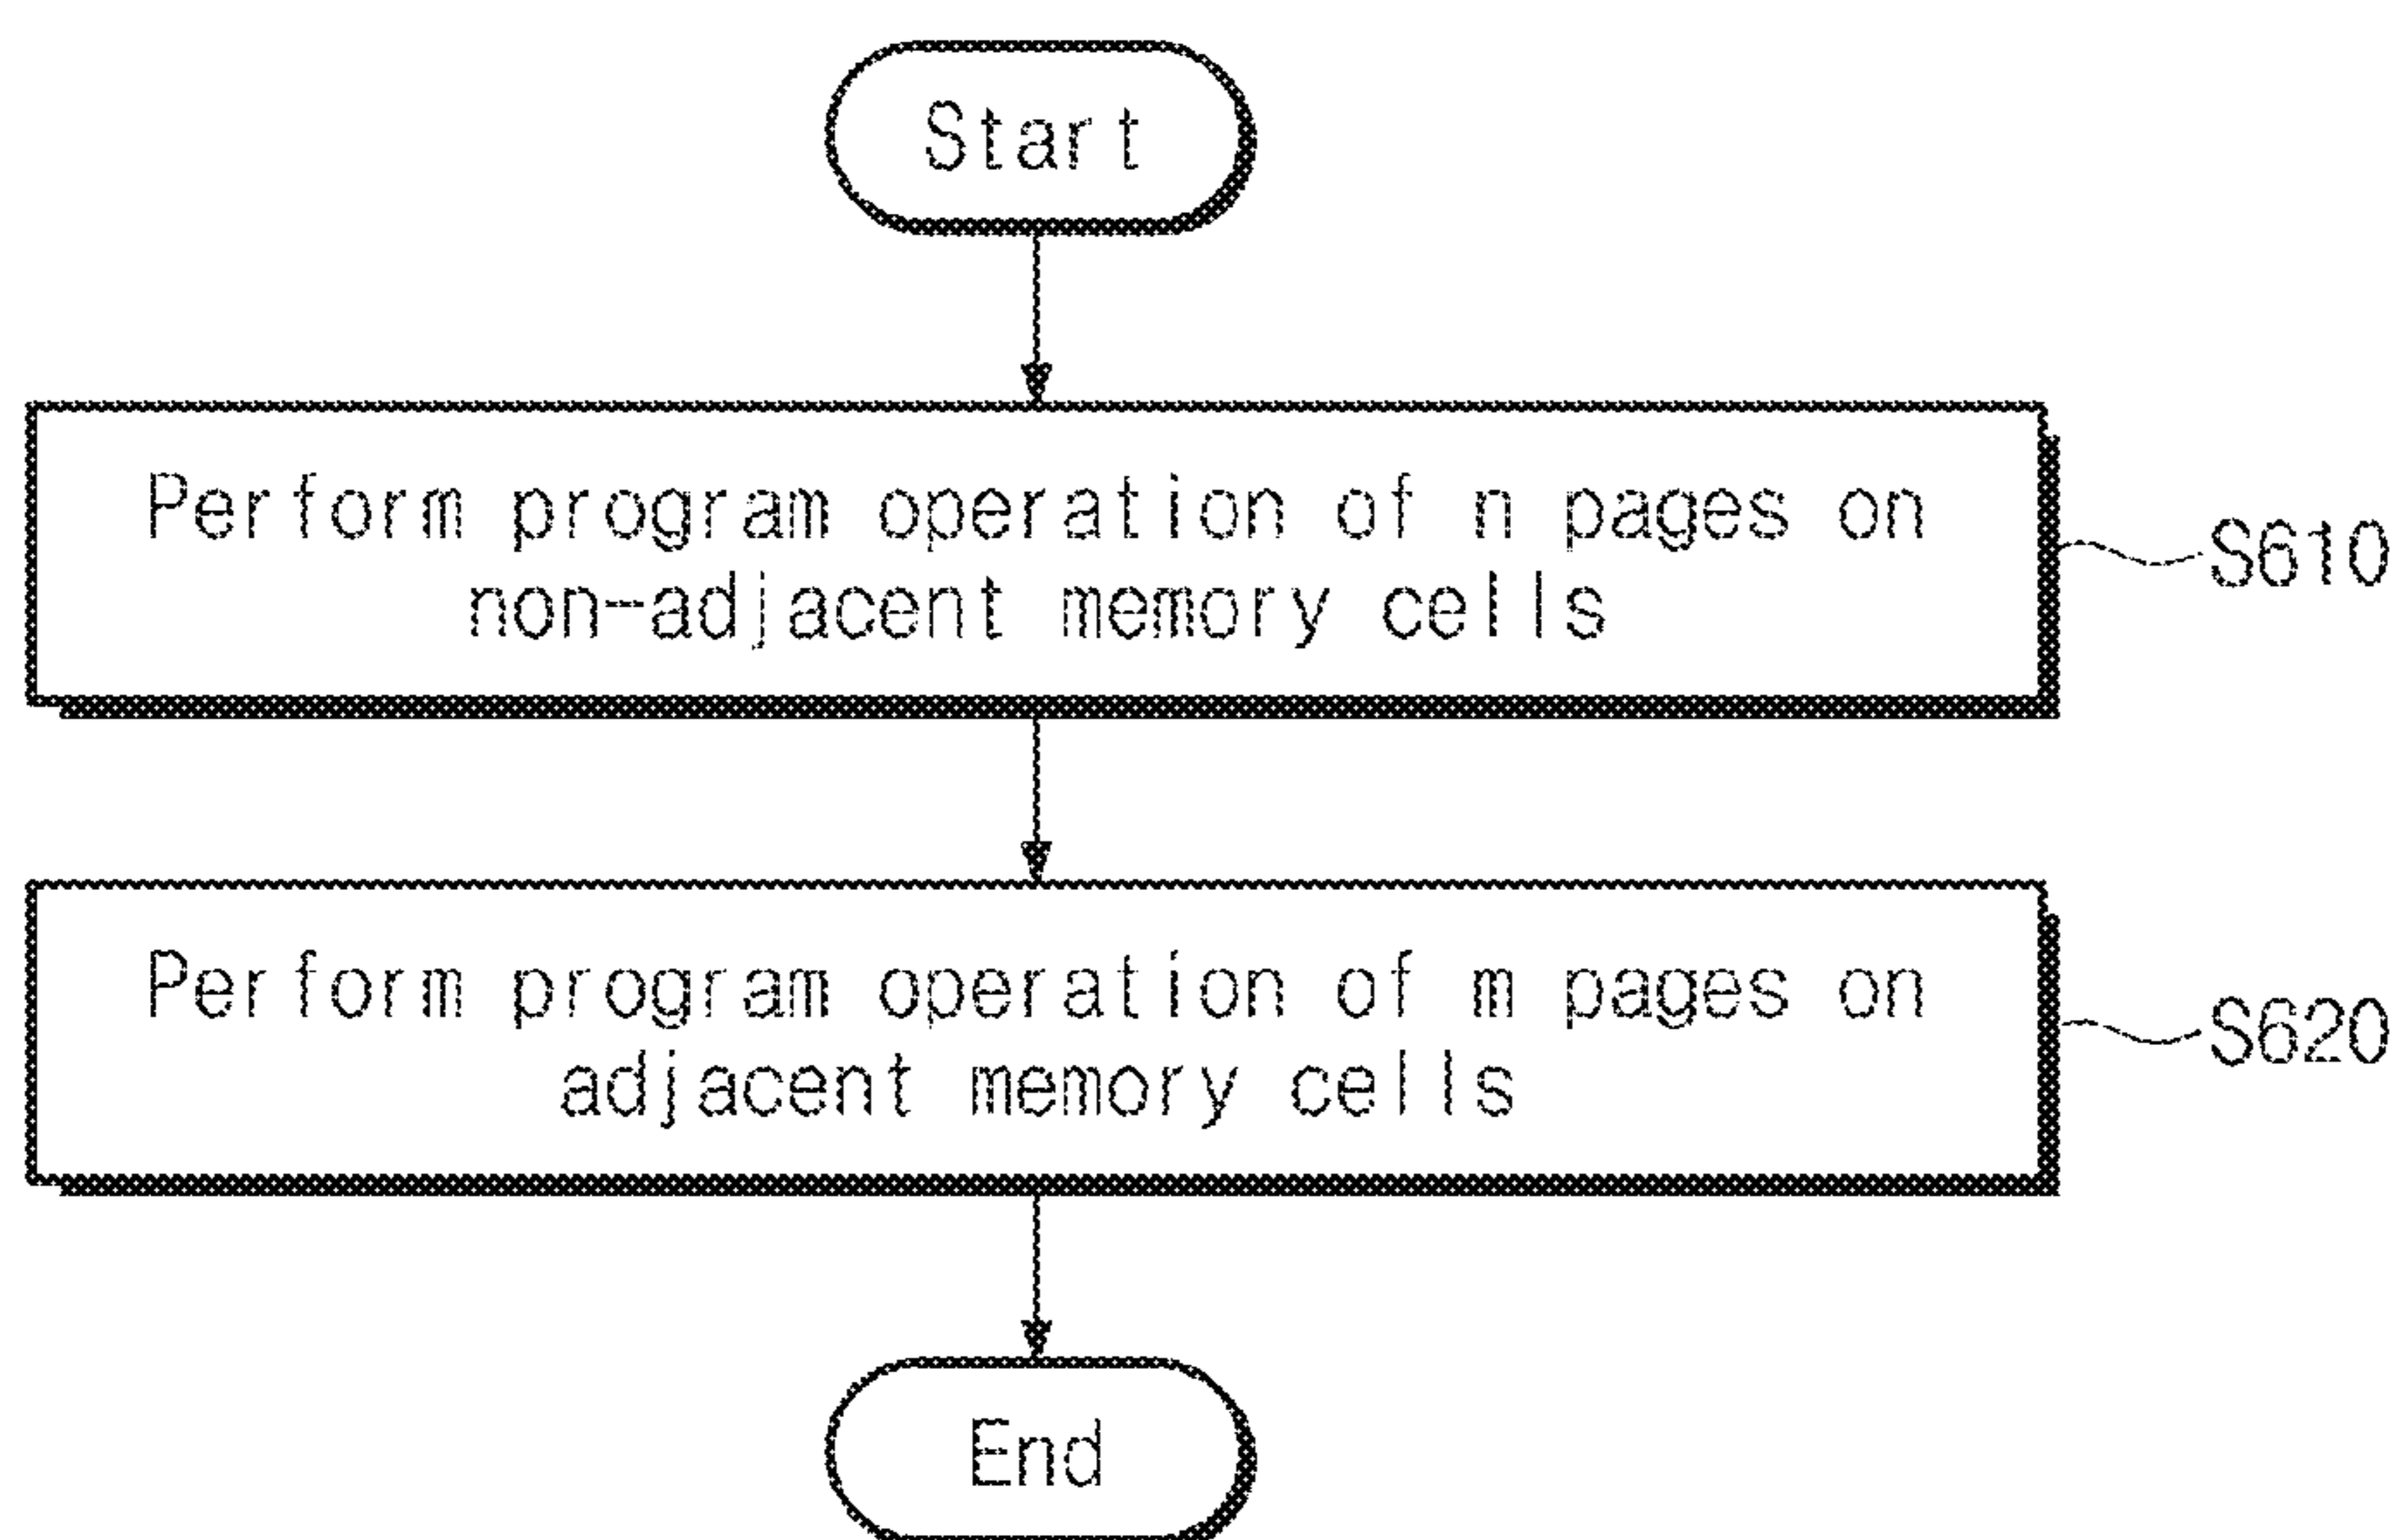 Start
Perform program operation of n pages on
non-adjacent memory cells
S610
Perform program operation of m pages on
adjacent memory cells
S620
End